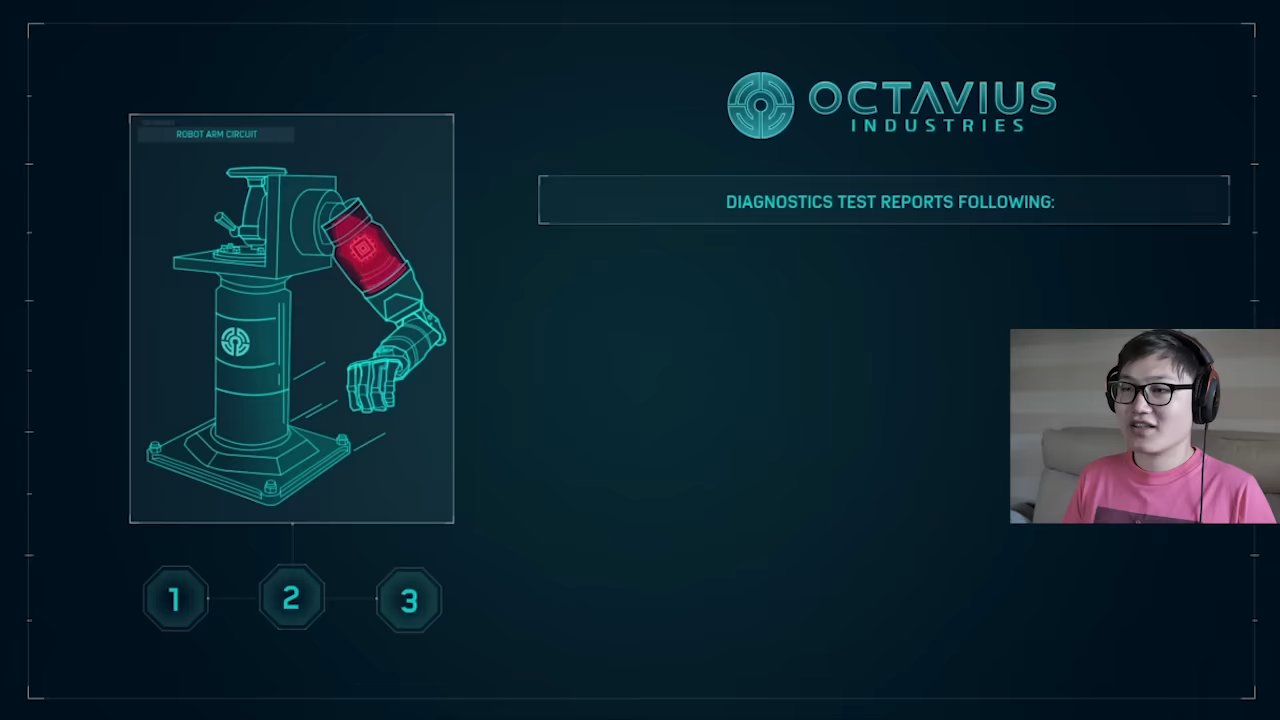 ROBOT ARM CIRCUIT
OCTAVIUS
INDUSTRIES
DIAGNOSTICS TEST REPORTS FOLLOWING:
1
2
3